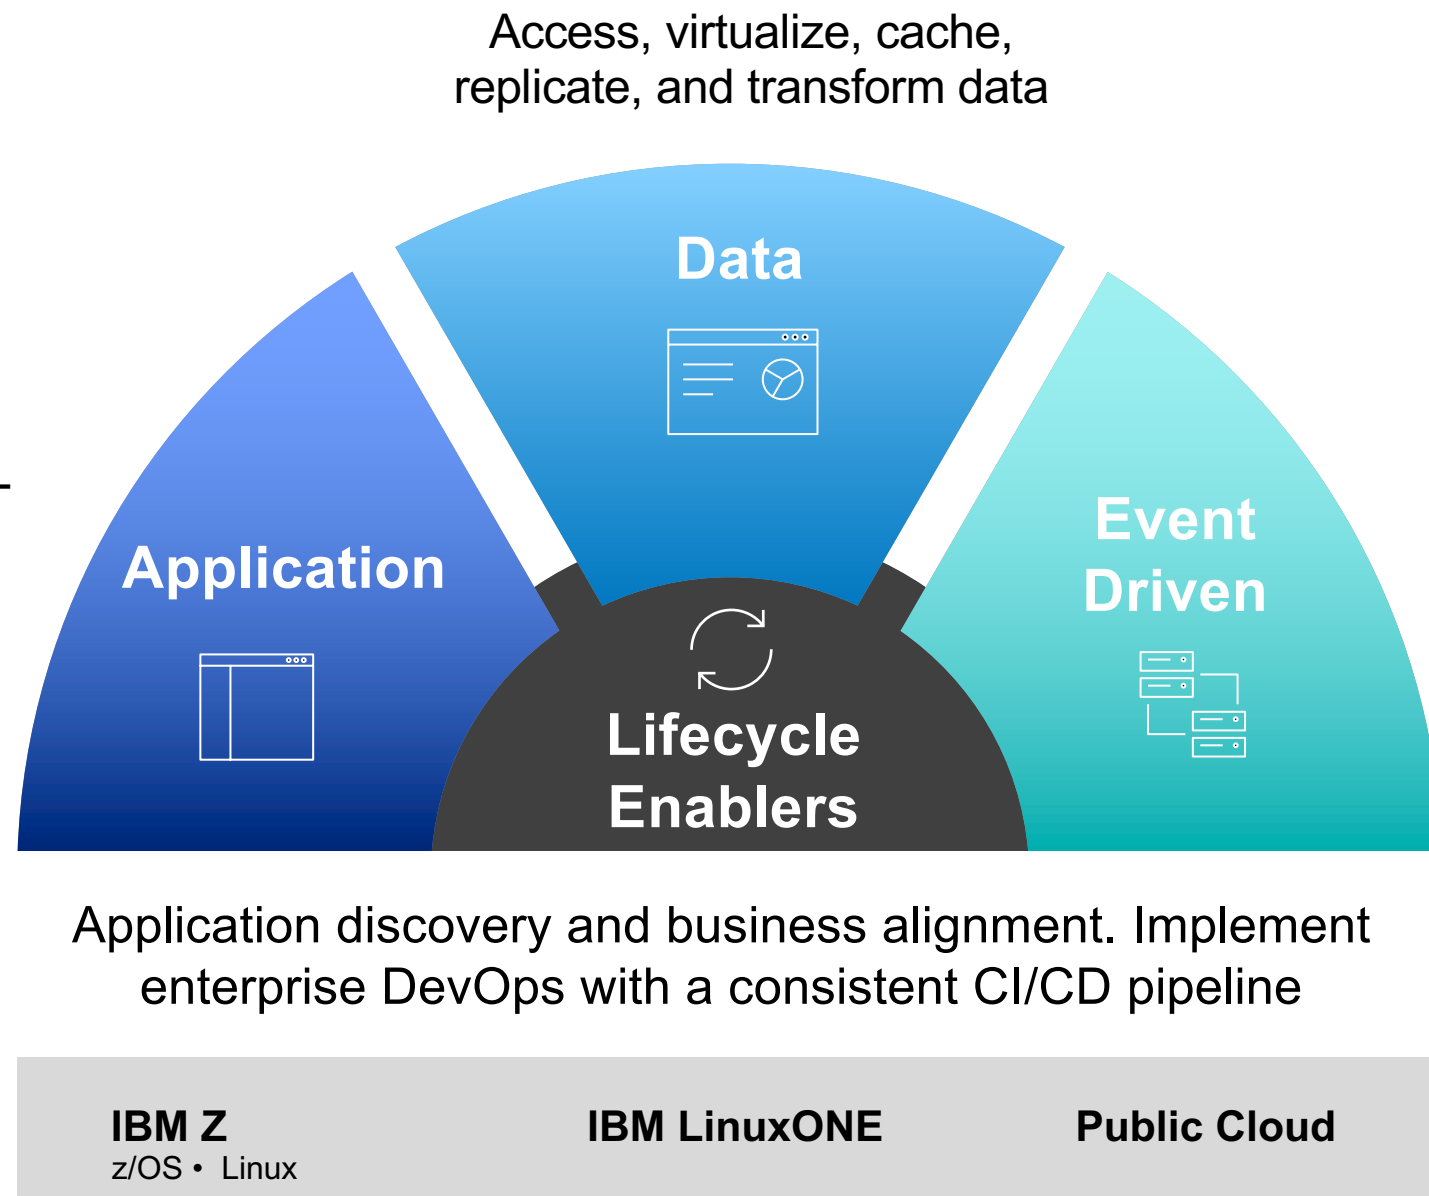 Access, virtualize, cache,
replicate, and transform data
Data
Application
Event
Driven
Lifecycle
Enablers
Application discovery and business alignment. Implement
enterprise DevOps with a consistent CI/CD pipeline
IBM Z
z/OS • Linux
IBM LinuxONE
Public Cloud